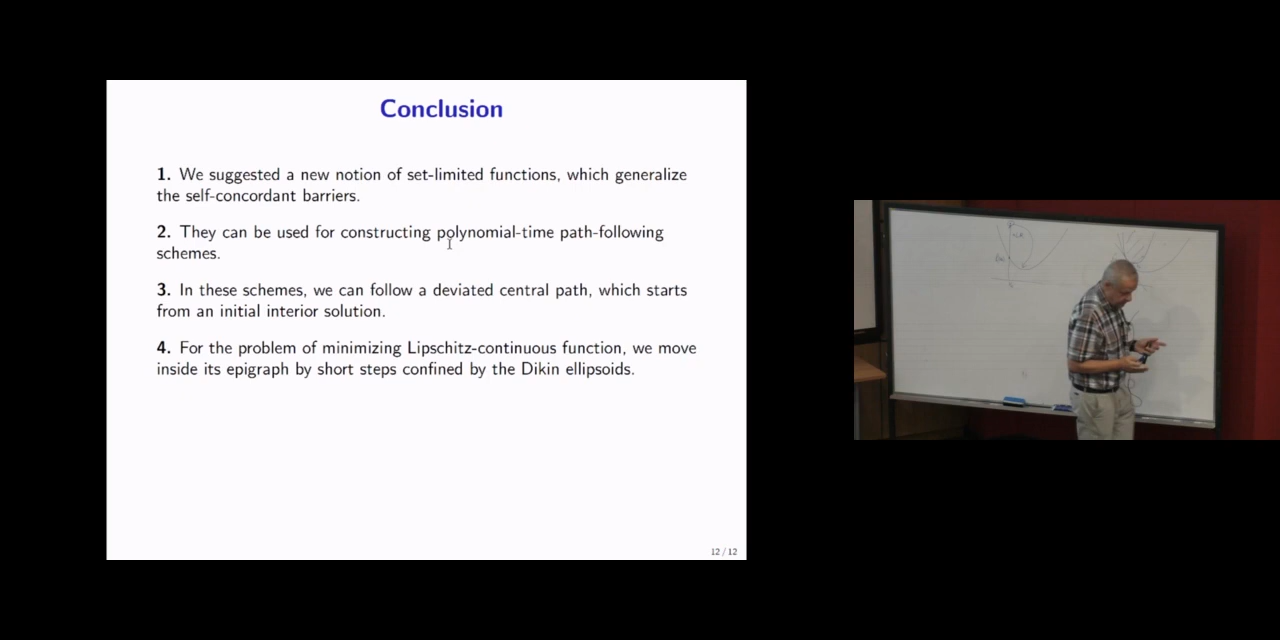 Conclusion
1. We suggested a new notion of set-limited functions, which generalize
the self-concordant barriers.
2. They can be used for constructing polynomial-time path-following
schemes.
3. In these schemes, we can follow a deviated central path, which starts
from an initial interior solution.
4. For the problem of minimizing Lipschitz-continuous function, we move
inside its epigraph by short steps confined by the Dikin ellipsoids.
12 / 12